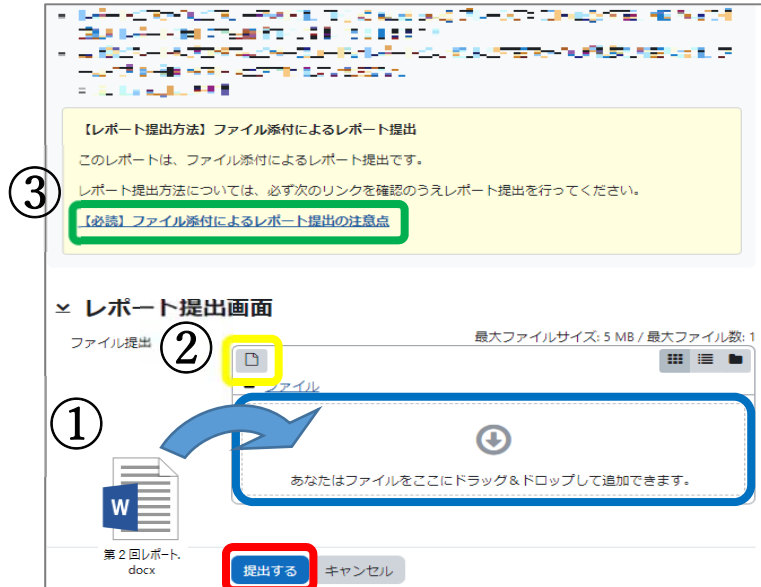 【レポート提出方法】ファイル添付によるレポート提出
このレポートは、ファイル添付によるレポート提出です。
③
レポート提出方法については、必ず次のリンクを確認のうえレポート提出を行ってください。
【必読】ファイル添付によるレポート提出の注意点
レポート提出画面
ファイル提出
②
最大ファイルサイズ: 5 MB / 最大ファイル数: 1
ファイル
①
あなたはファイルをここにドラッグ&ドロップして追加できます。
W
第2回レポート.
docx
提出する
キャンセル